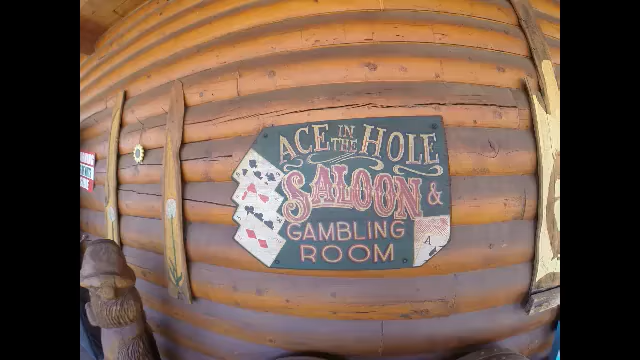 ACE IN THE HOLE
SALOON &
GAMBLING
ROOM
A